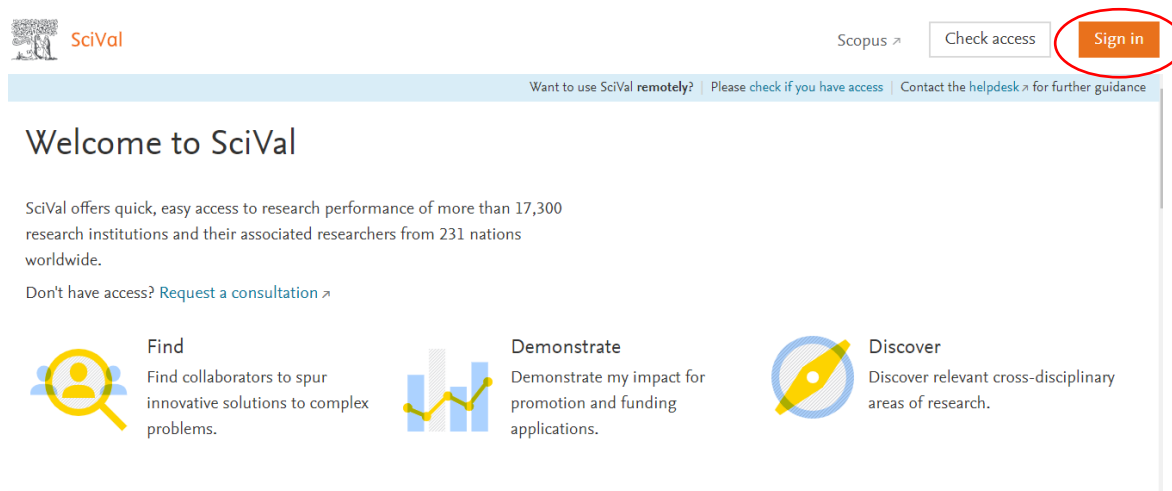 SciVal
Scopus ↗
Check access
Sign in
Want to use SciVal remotely? | Please check if you have access | Contact the helpdesk ↗ for further guidance
Welcome to SciVal
SciVal offers quick, easy access to research performance of more than 17,300
research institutions and their associated researchers from 231 nations
worldwide.
Don't have access? Request a consultation ↗
Find
Find collaborators to spur
innovative solutions to complex
problems.
Demonstrate
Demonstrate my impact for
promotion and funding
applications.
Discover
Discover relevant cross-disciplinary
areas of research.